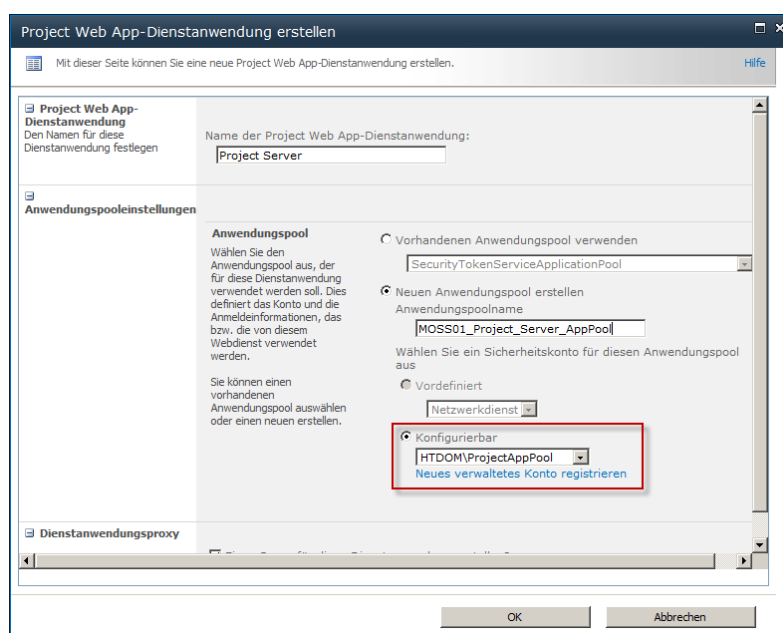 Project Web App-Dienstanwendung erstellen
Mit dieser Seite können Sie eine neue Project Web App-Dienstanwendung erstellen.
Hilfe
Project Web App-
Dienstanwendung
Den Namen für diese
Dienstanwendung festlegen
Name der Project Web App-Dienstanwendung:
Project Server
Anwendungspooleinstellungen
Anwendungspool
Wählen Sie den
Anwendungspool aus, der
für diese Dienstanwendung
verwendet werden soll. Dies
definiert das Konto und die
Anmeldeinformationen, das
bzw. die von diesem
Webdienst verwendet
werden.
Sie können einen
vorhandenen
Anwendungspool auswählen
oder einen neuen erstellen.
Vorhandenen Anwendungspool verwenden
SecurityTokenServiceApplicationPool
Neuen Anwendungspool erstellen
Anwendungspoolname
MOSS01_Project_Server_AppPool
Wählen Sie ein Sicherheitskonto für diesen Anwendungspool
aus
Vordefiniert
Netzwerkdienst
Konfigurierbar
HTDOM\ProjectAppPool
Neues verwaltetes Konto registrieren
Dienstanwendungsproxy
OK
Abbrechen